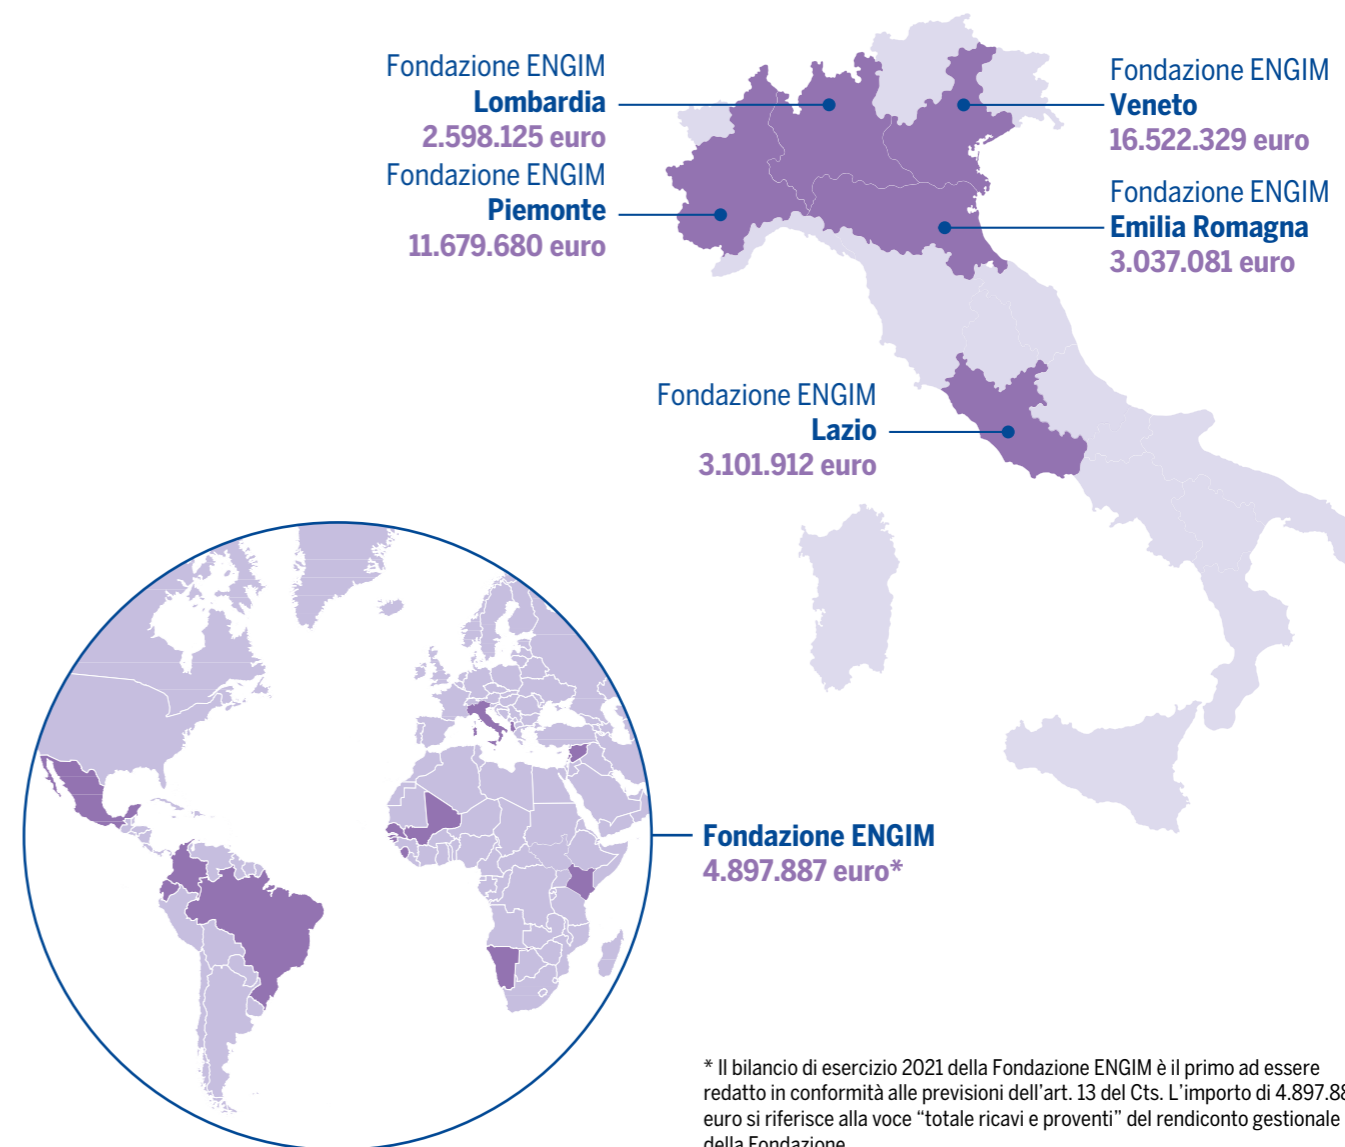 Fondazione ENGIM
Lombardia
2.598.125 euro
Fondazione ENGIM
Piemonte
11.679.680 euro
Fondazione ENGIM
Veneto
16.522.329 euro
Fondazione ENGIM
Emilia Romagna
3.037.081 euro
Fondazione ENGIM
Lazio
3.101.912 euro
Fondazione ENGIM
4.897.887 euro*
* Il bilancio di esercizio 2021 della Fondazione ENGIM è il primo ad essere
redatto in conformità alle previsioni dell’art. 13 del Cts. L’importo di
euro si riferisce alla voce “totale ricavi e proventi” del rendiconto gestionale
della Fondazione